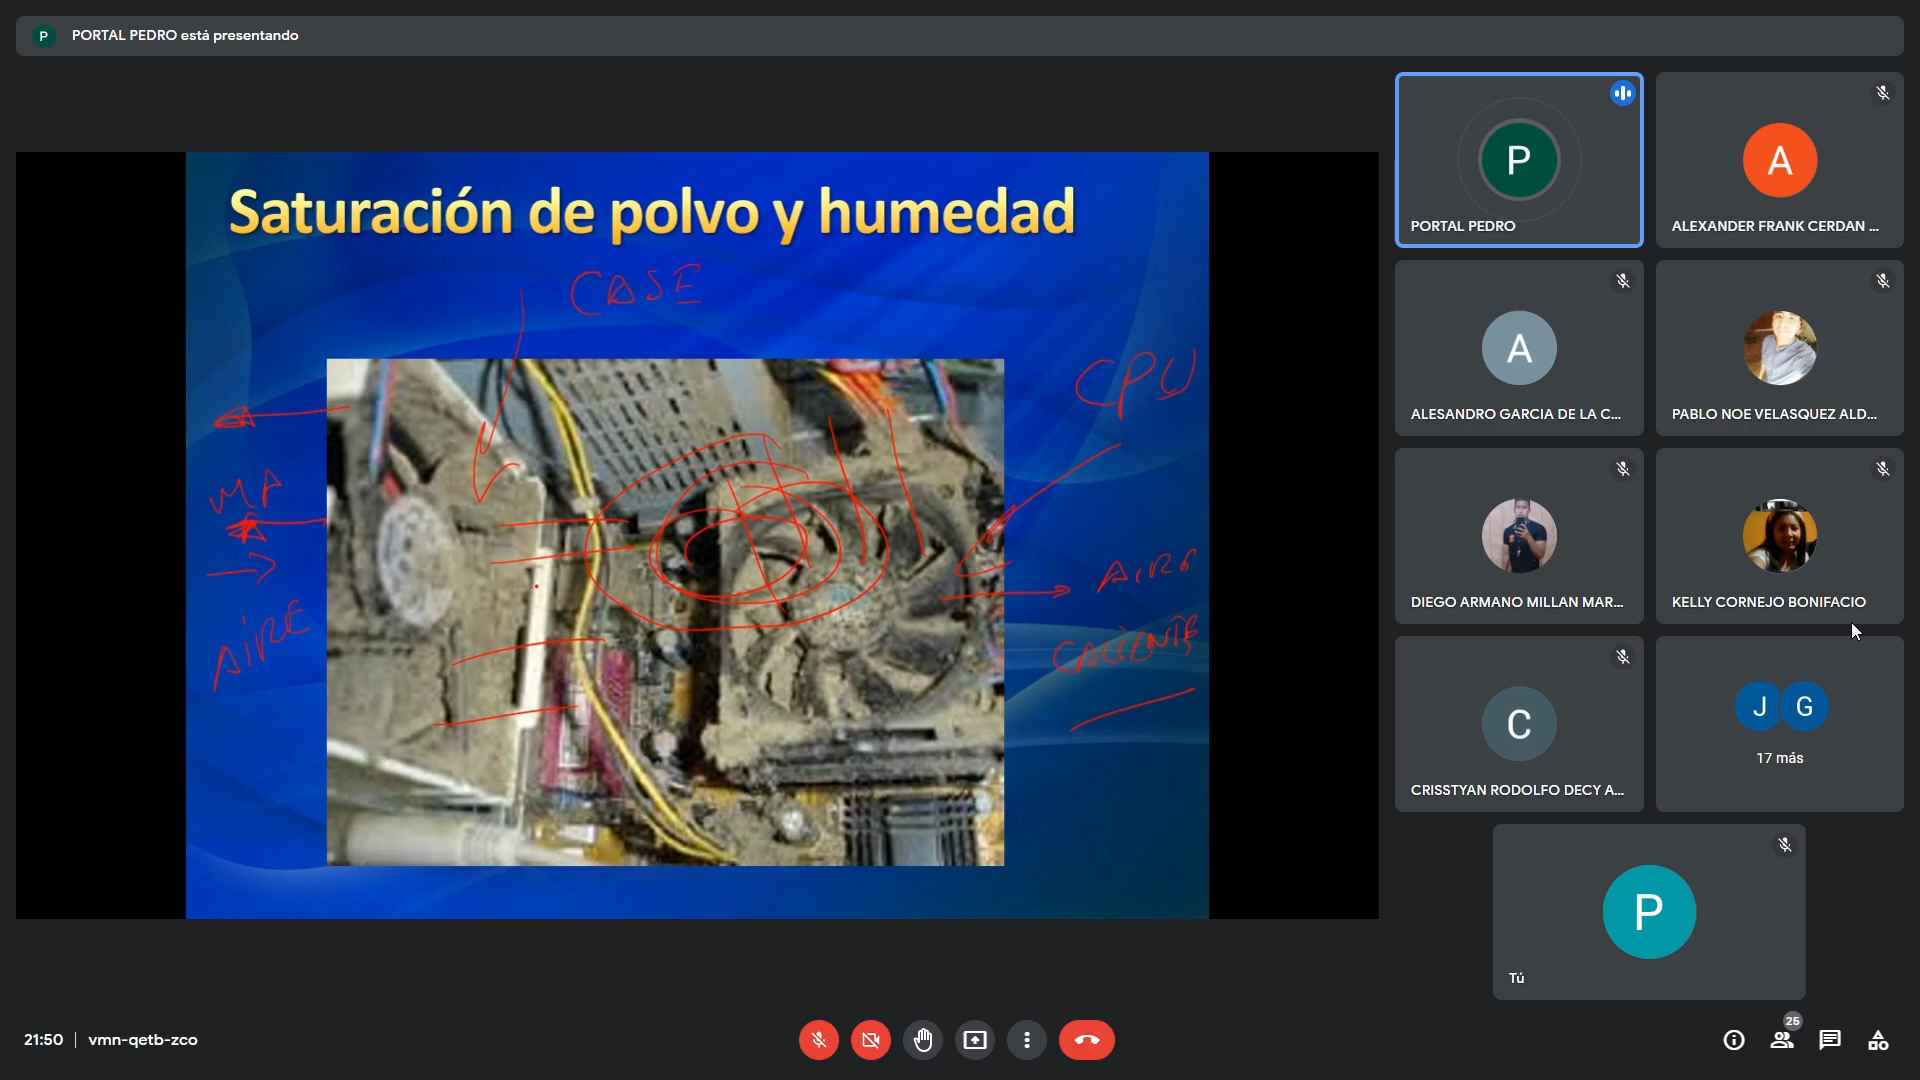 P PORTAL PEDRO está presentando
Saturación de polvo y humedad
CASE
CPU
AIRE
AIRE
CALIENTE
P
PORTAL PEDRO
A
ALEXANDER FRANK CERDAN ...
A
ALESANDRO GARCIA DE LA C...
PABLO NOE VELASQUEZ ALD...
DIEGO ARMANO MILLAN MAR...
KELLY CORNEJO BONIFACIO
C
CRISSTYAN RODOLFO DECY A...
J G
17 más
P
Tú
21:50 | vmn-qetb-zco
25